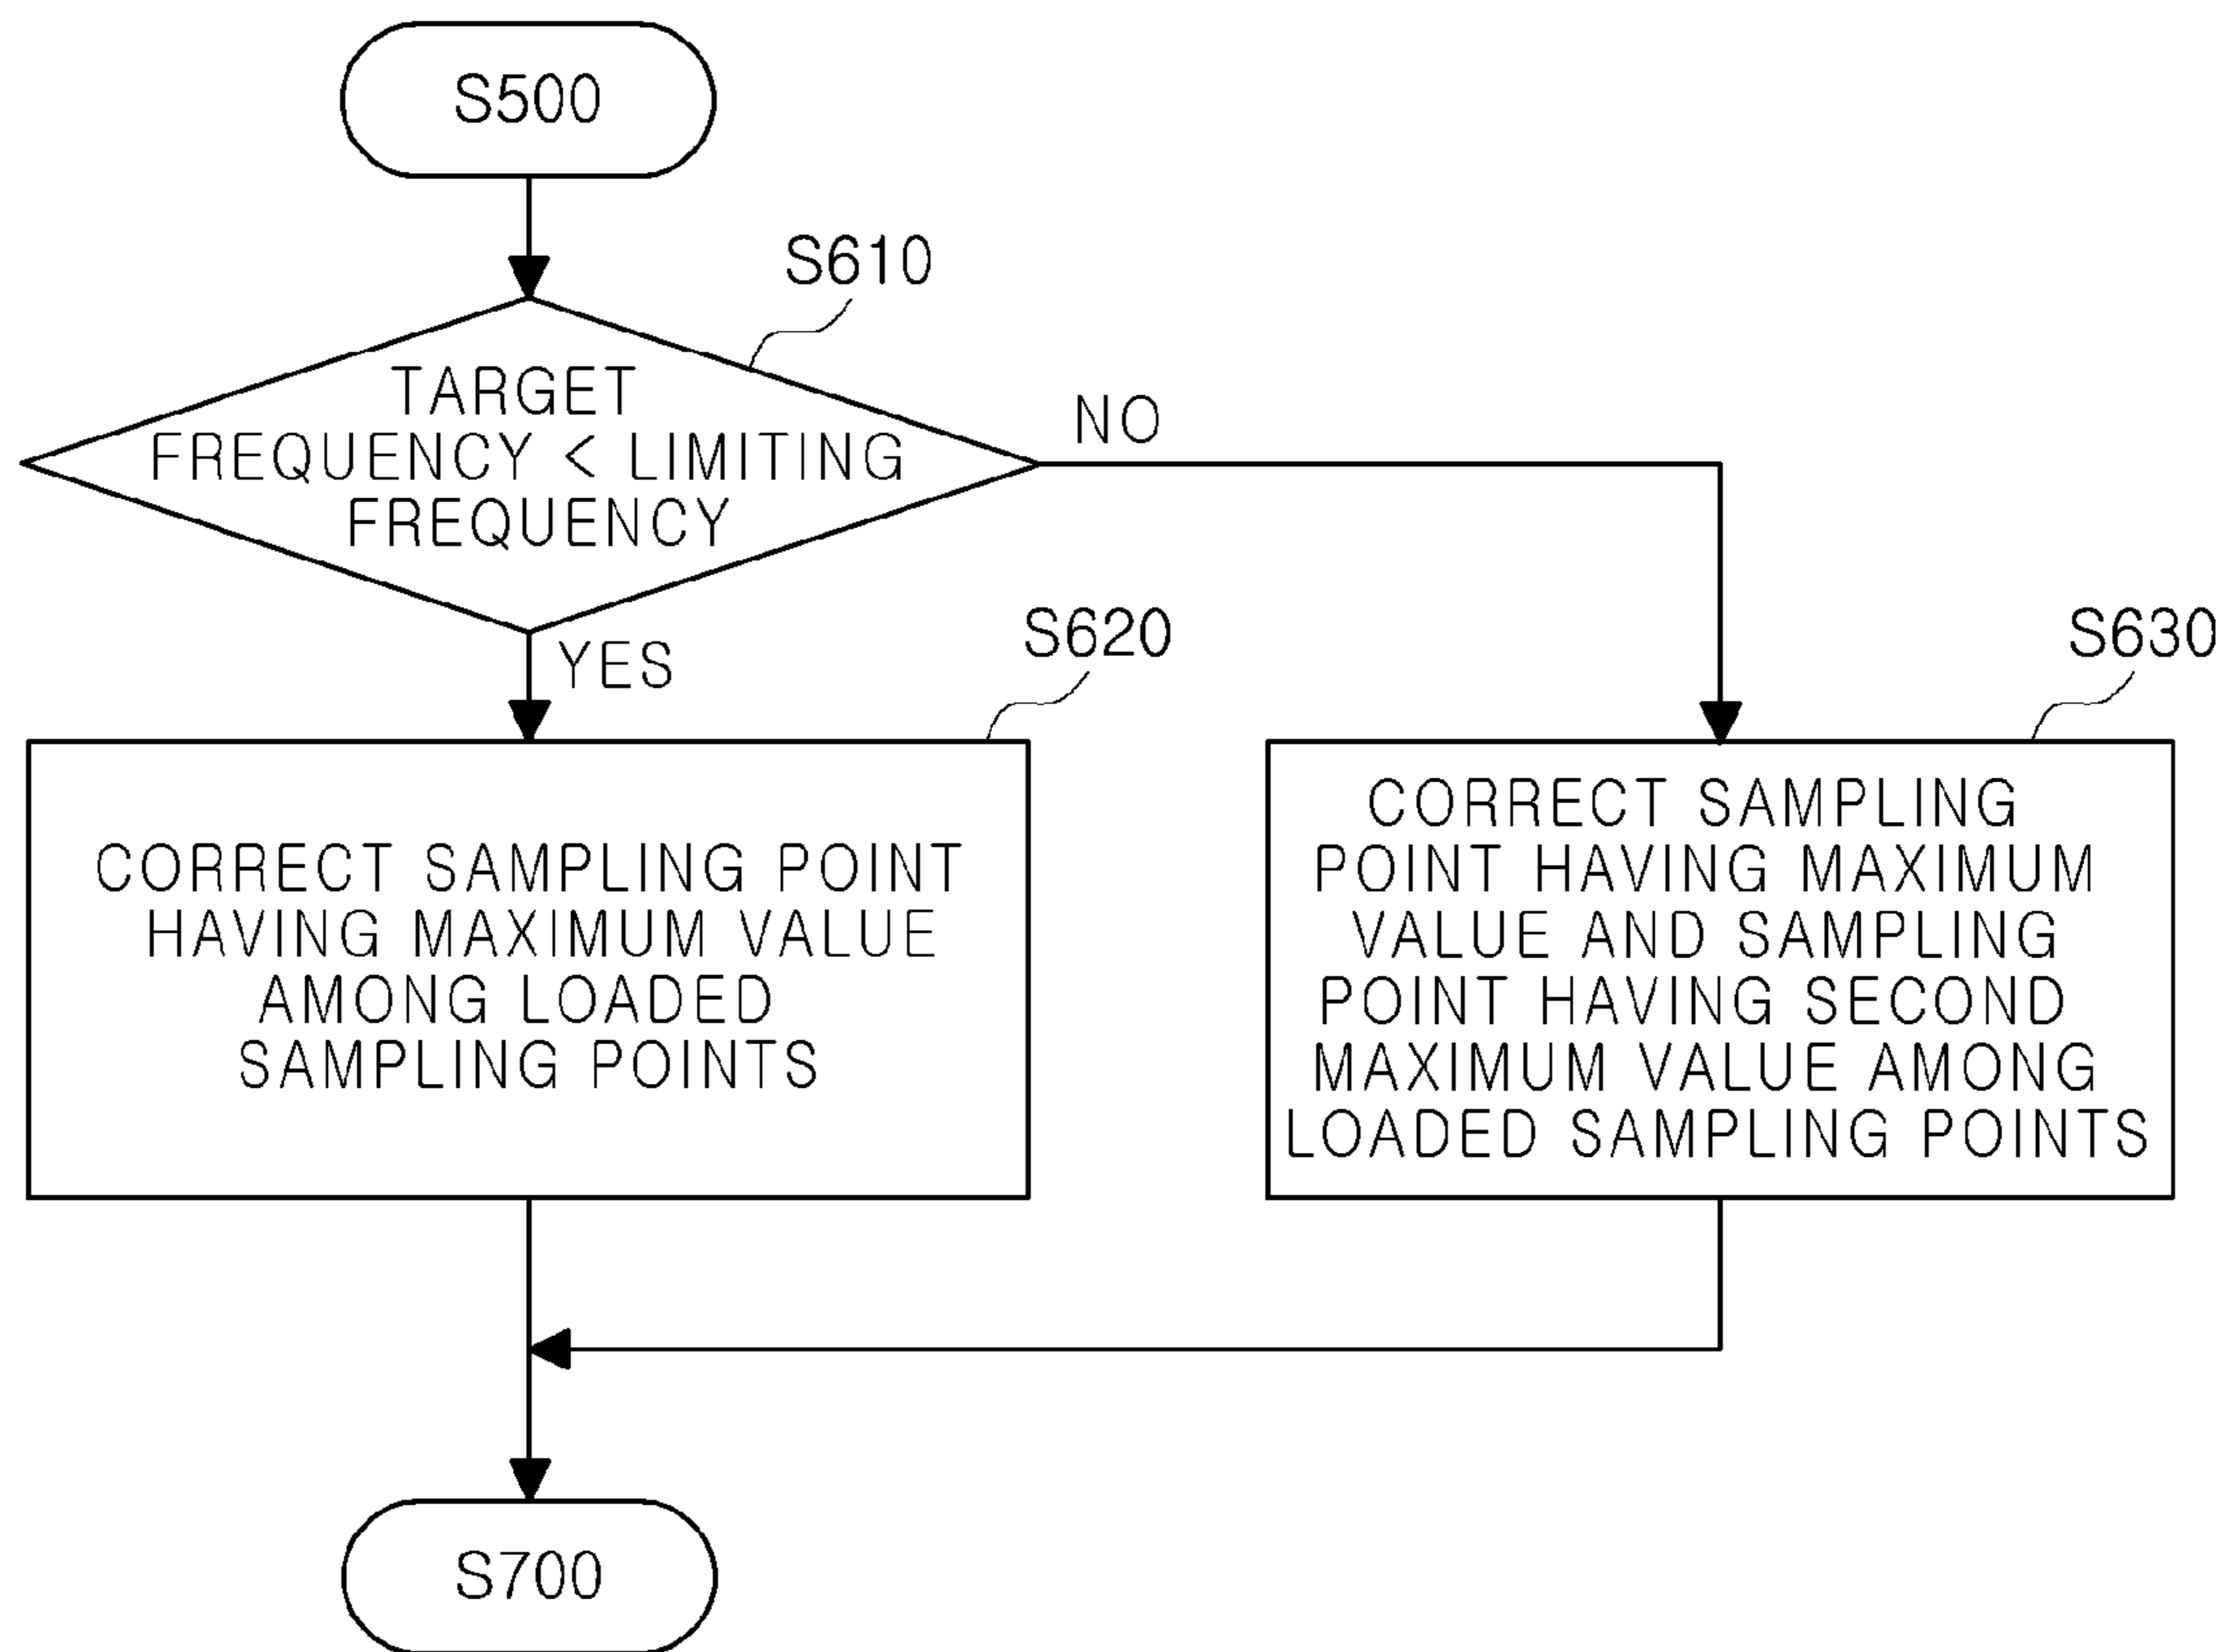 S500
S610
TARGET
FREQUENCY < LIMITING
FREQUENCY
NO
YES
S620
CORRECT SAMPLING POINT
HAVING MAXIMUM VALUE
AMONG LOADED
SAMPLING POINTS
S630
CORRECT SAMPLING
POINT HAVING MAXIMUM
VALUE AND SAMPLING
POINT HAVING SECOND
MAXIMUM VALUE AMONG
LOADED SAMPLING POINTS
S700